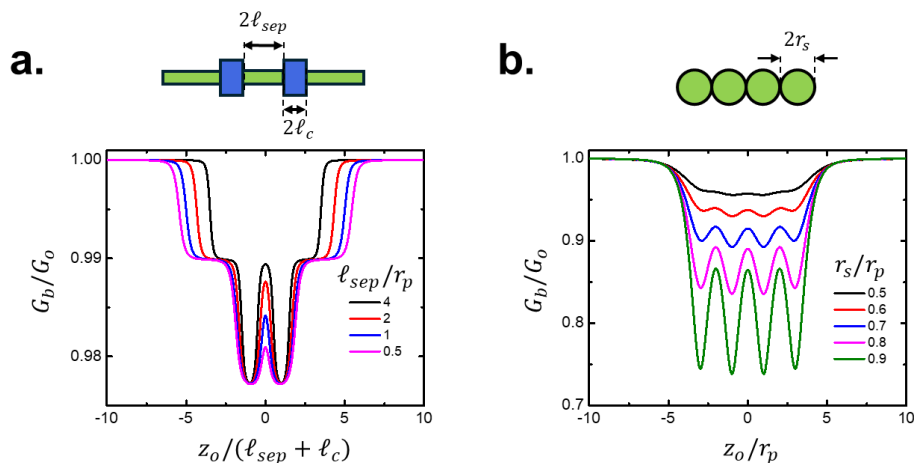 a.
2ℓsep
2ℓc
1.00
0.99
0.98
Gb/Go
ℓsep/rp
4
2
1
0.5
-10
-5
0
5
10
zo/(ℓsep + ℓc)
b.
2rs
1.0
0.9
0.8
0.7
Gb/Go
rs/rp
0.5
0.6
0.7
0.8
0.9
-10
-5
0
5
10
zo/rp